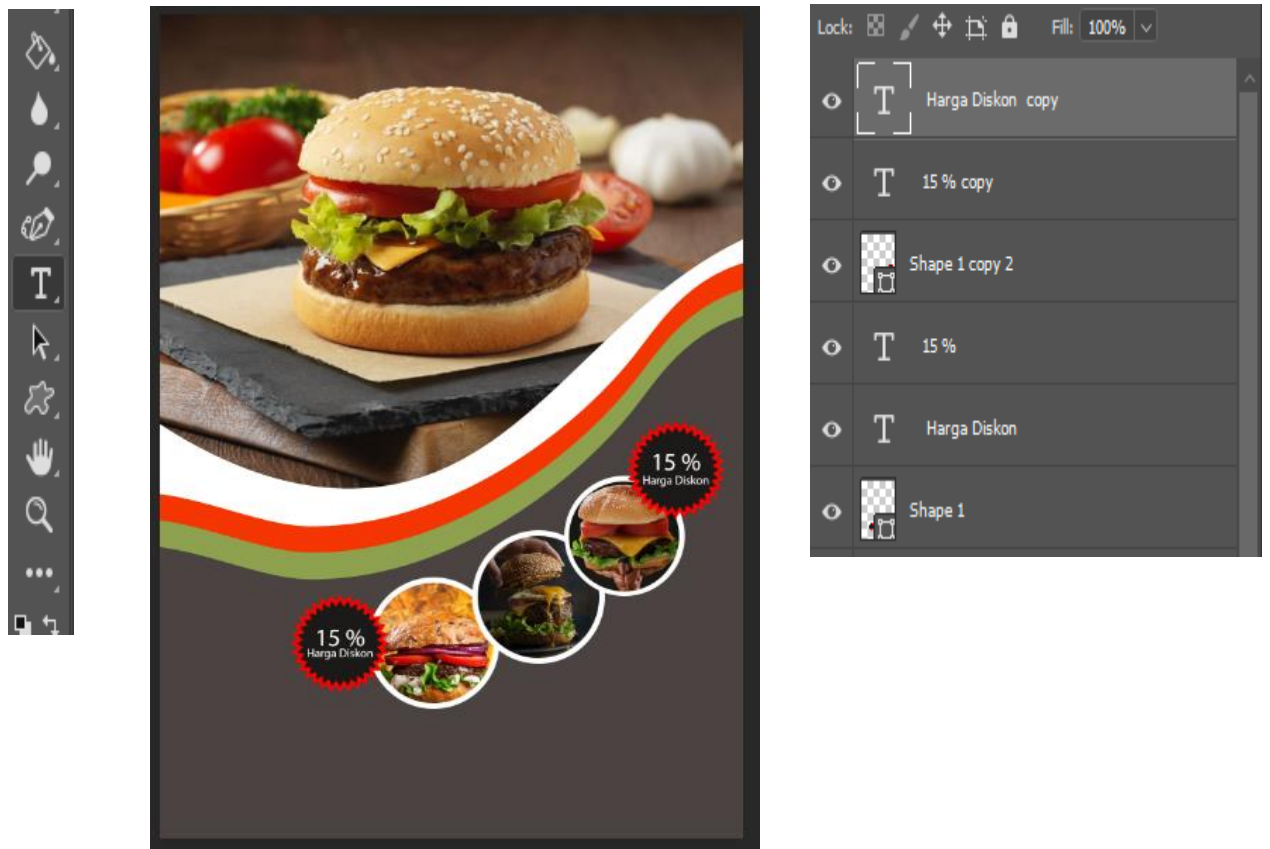 15 %
Harga Diskon
15 %
Harga Diskon
Lock:
Fill: 100%
Harga Diskon copy
15 % copy
Shape 1 copy 2
15 %
Harga Diskon
Shape 1